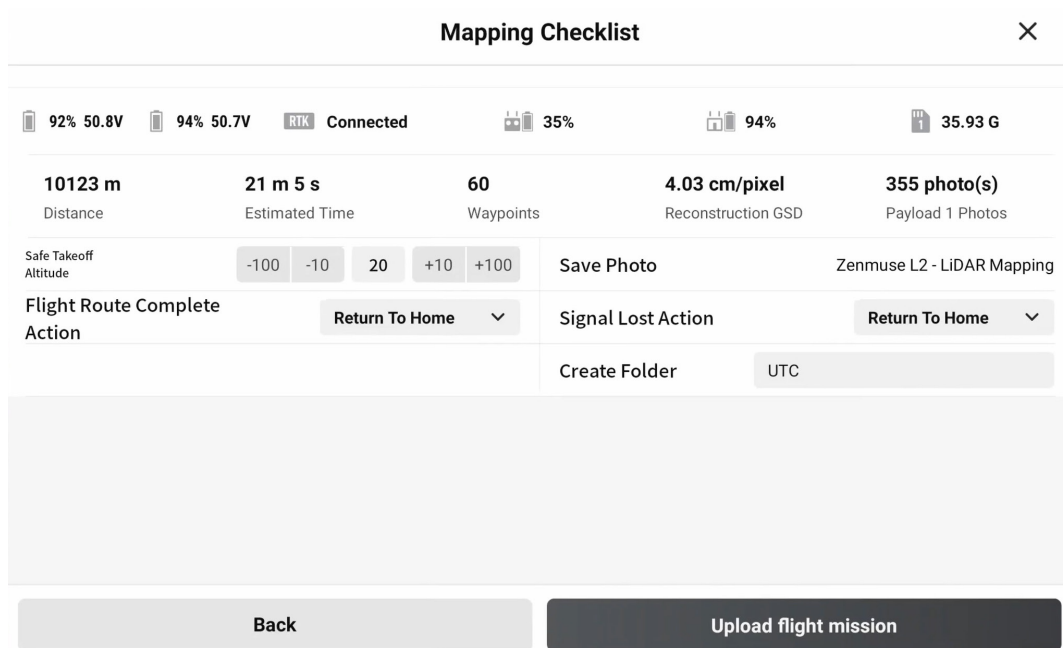 Mapping Checklist
92% 50.8V 94% 50.7V RTK Connected 35% 94% 1 35.93 G
10123 m 21 m 5 s 60 4.03 cm/pixel 355 photo(s)
Distance Estimated Time Waypoints Reconstruction GSD Payload 1 Photos
Safe Takeoff
Altitude
-100 -10 20 +10 +100
Save Photo Zenmuse L2 - LiDAR Mapping
Flight Route Complete
Action
Return To Home
Signal Lost Action Return To Home
Create Folder UTC
Back Upload flight mission